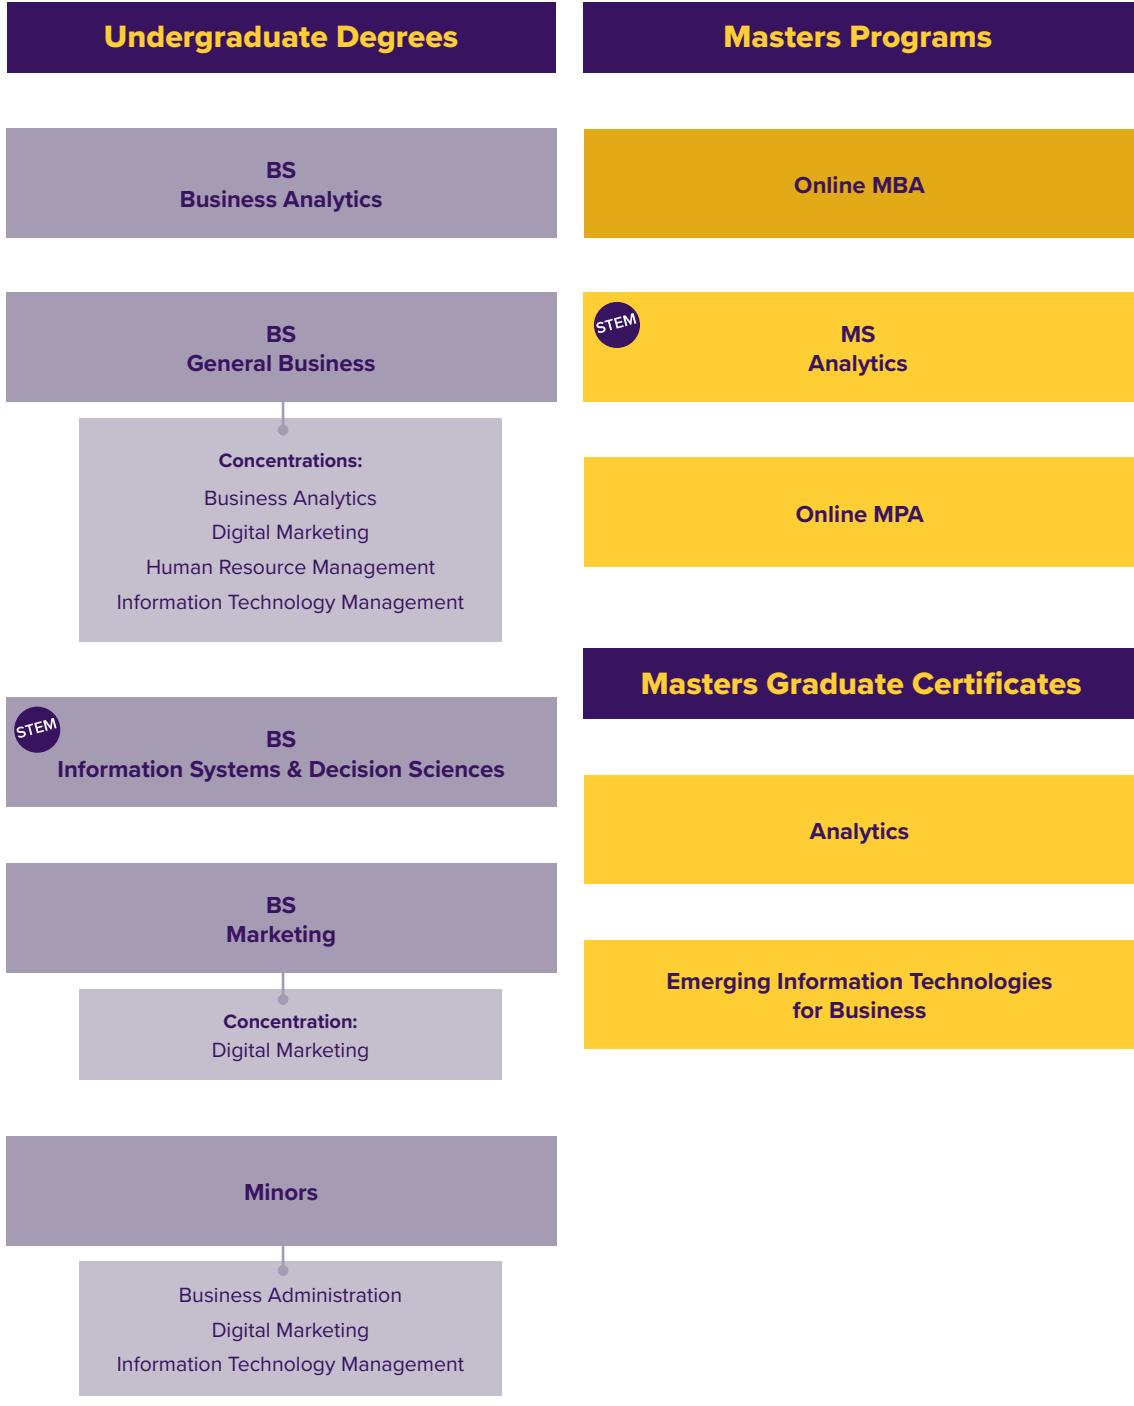 Undergraduate Degrees
BS
Business Analytics
BS
General Business
Concentrations:
Business Analytics
Digital Marketing
Human Resource Management
Information Technology Management
STEM
BS
Information Systems & Decision Sciences
BS
Marketing
Concentration:
Digital Marketing
Minors
Business Administration
Digital Marketing
Information Technology Management
Masters Programs
Online MBA
STEM
MS
Analytics
Online MPA
Masters Graduate Certificates
Analytics
Emerging Information Technologies
for Business